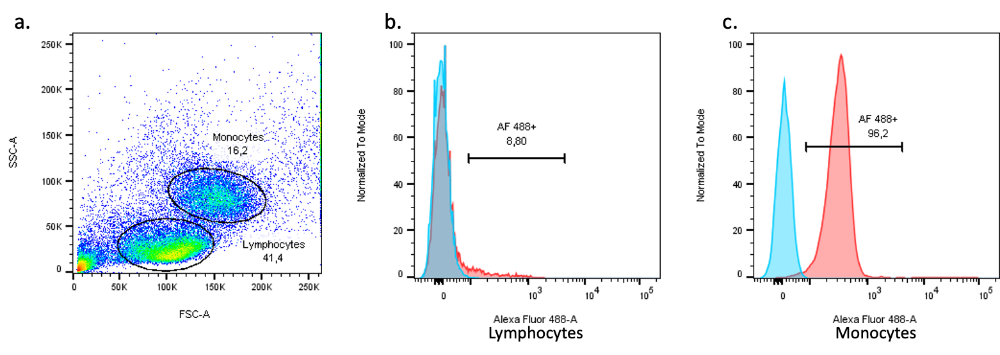 a.
250K
200K
150K
100K
50K
0
SSC-A
Monocytes
16,2
Lymphocytes
41,4
0
50K
100K
150K
200K
250K
FSC-A
b.
100
80
60
40
20
0
Normalized To Mode
AF 488+
8,80
0
10³
10⁴
10⁵
Alexa Fluor 488-A
Lymphocytes
c.
100
80
60
40
20
0
Normalized To Mode
AF 488+
96,2
0
10³
10⁴
10⁵
Alexa Fluor 488-A
Monocytes